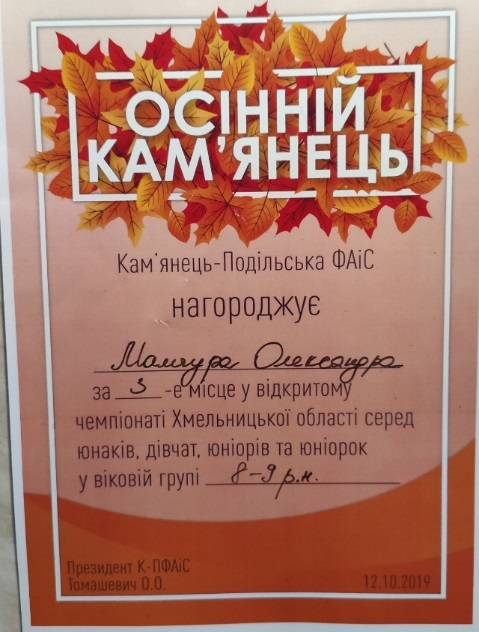 ОСІННІЙ
КАМ'ЯНЕЦЬ
Кам'янець-Подільська ФАіС
нагороджує
Мамчура Олександра
за 3 -е місце у відкритому
чемпіонаті Хмельницької області серед
юнаків, дівчат, юніорів та юніорок
у віковій групі 8-9 р.н.
Президент К-ПФАіС
Томашевич О.О.
12.10.2019